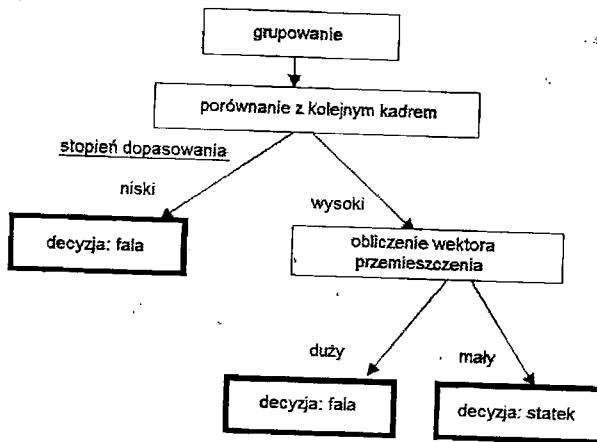 grupowanie
porównanie z kolejnym kadrem
stopień dopasowania
niski
wysoki
decyzja: fala
obliczenie wektora
przemieszczenia
duży
mały
decyzja: fala
decyzja: statek